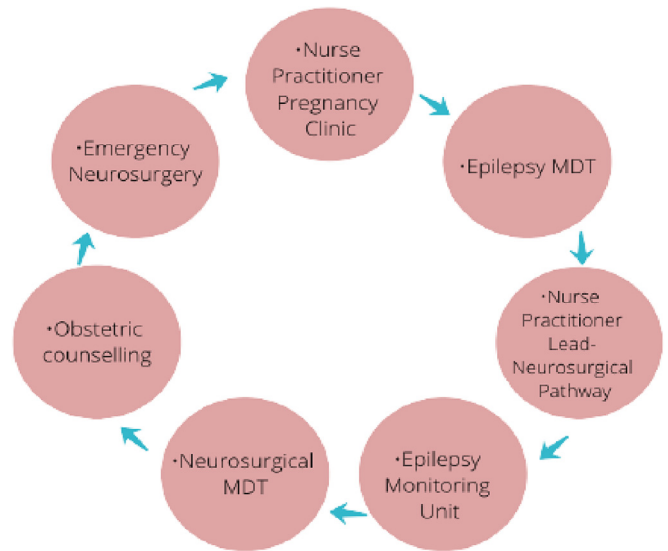 •Nurse
Practitioner
Pregnancy
Clinic
•Epilepsy MDT
•Nurse
Practitioner
Lead-
Neurosurgical
Pathway
•Epilepsy
Monitoring
Unit
•Neurosurgical
MDT
•Obstetric
counselling
•Emergency
Neurosurgery